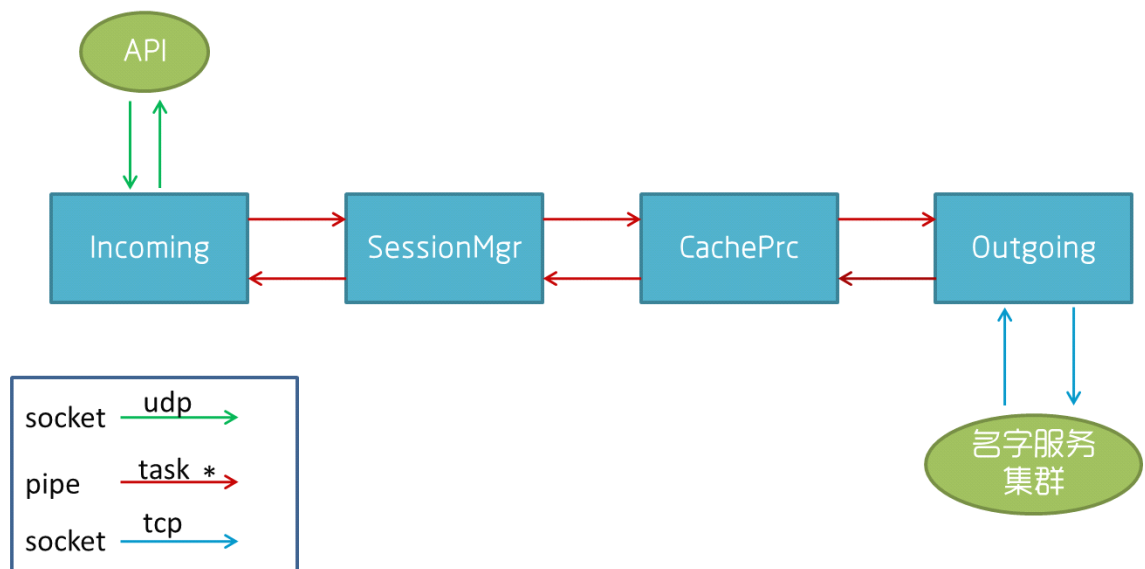 API
Incoming
SessionMgr
CachePrc
Outgoing
名字服务
集群
socket udp
pipe task *
socket tcp